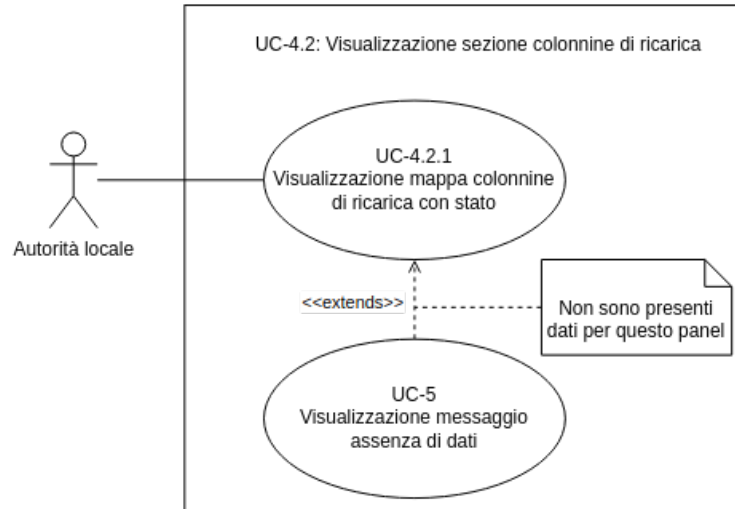 UC-4.2: Visualizzazione sezione colonnine di ricarica
UC-4.2.1
Visualizzazione mappa colonnine
di ricarica con stato
Autorità locale
<<extends>>
Non sono presenti
dati per questo panel
UC-5
Visualizzazione messaggio
assenza di dati